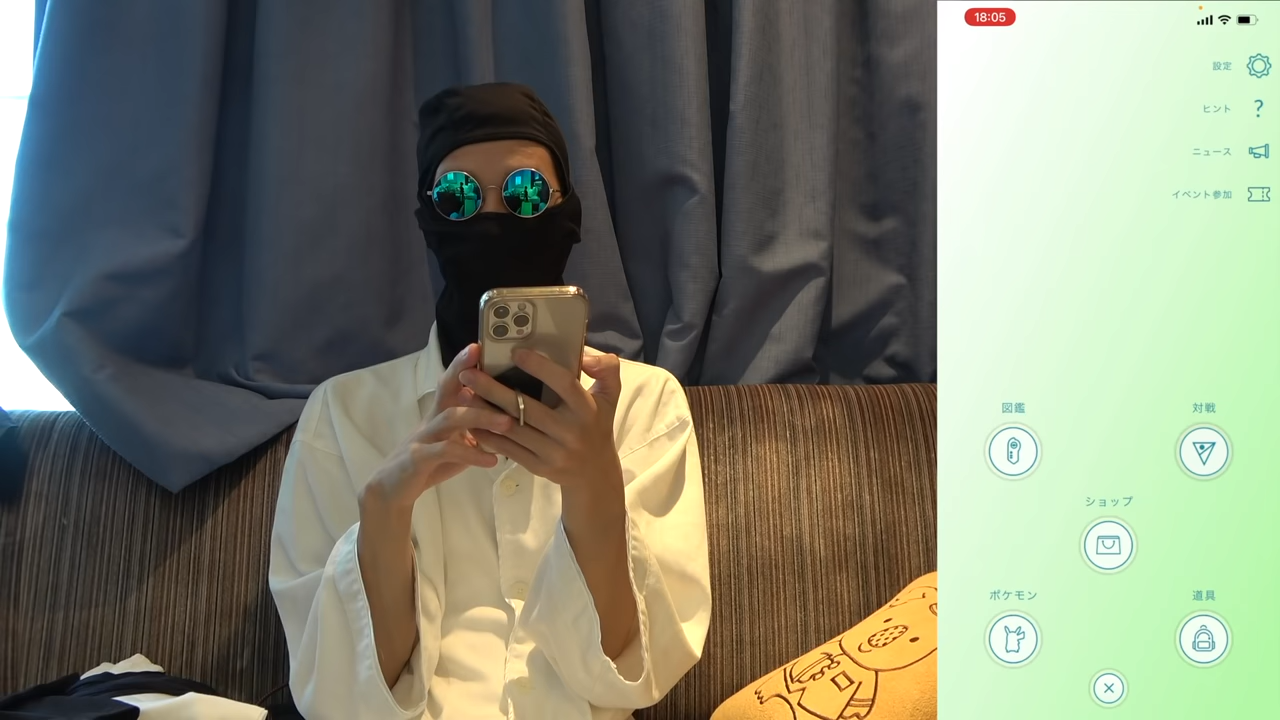 18:05
設定
ヒント
?
ニュース
イベント参加
図鑑
対戦
ショップ
ポケモン
道具